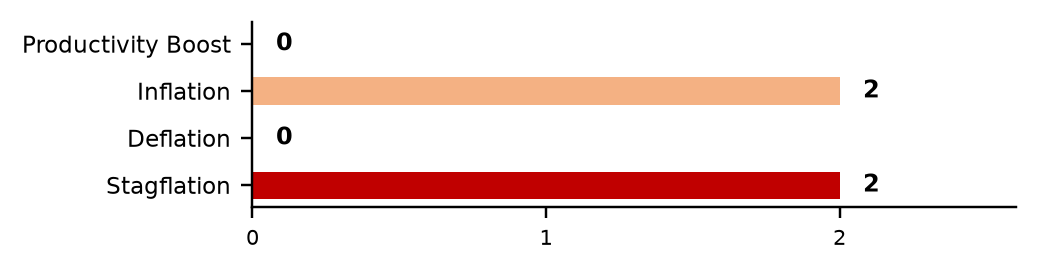 Productivity Boost 0
Inflation 2
Deflation 0
Stagflation 2
0 1 2